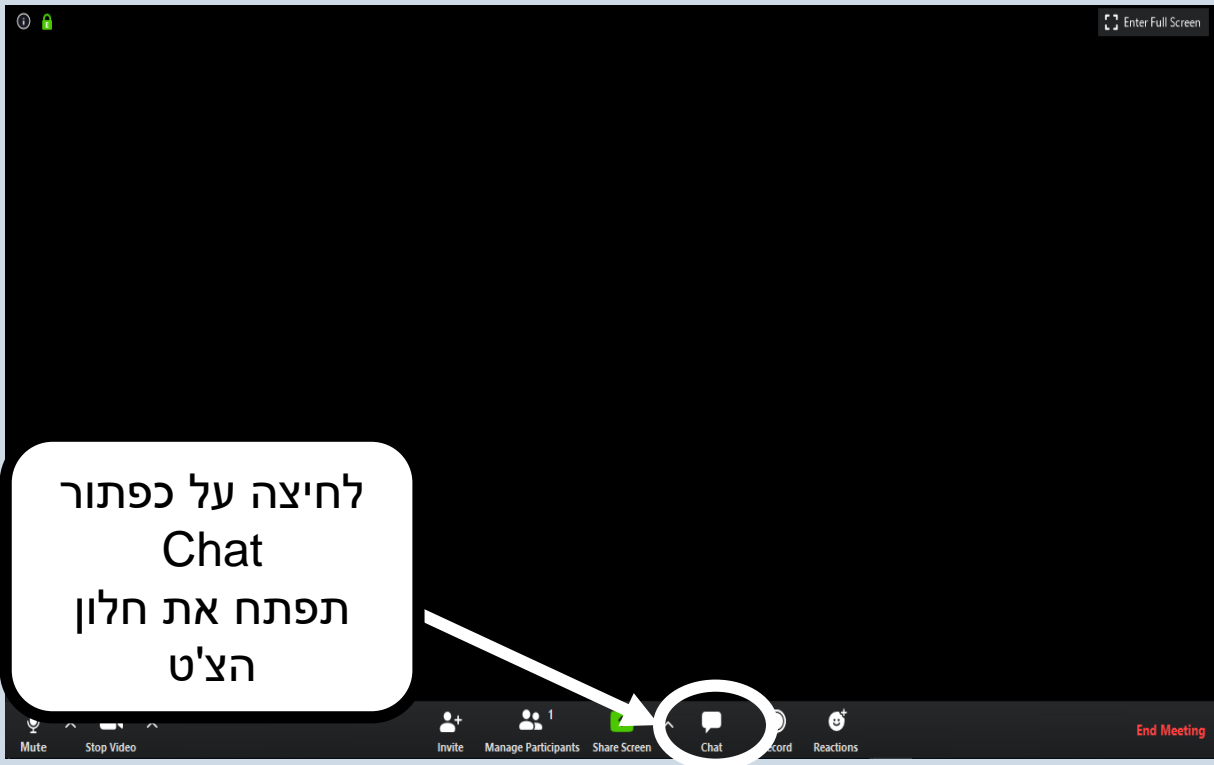 Enter Full Screen
לחיצה על כפתור
Chat
תפתח את חלון
הצ'ט
1
Mute Stop Video Invite Manage Participants Share Screen Chat Record Reactions End Meeting